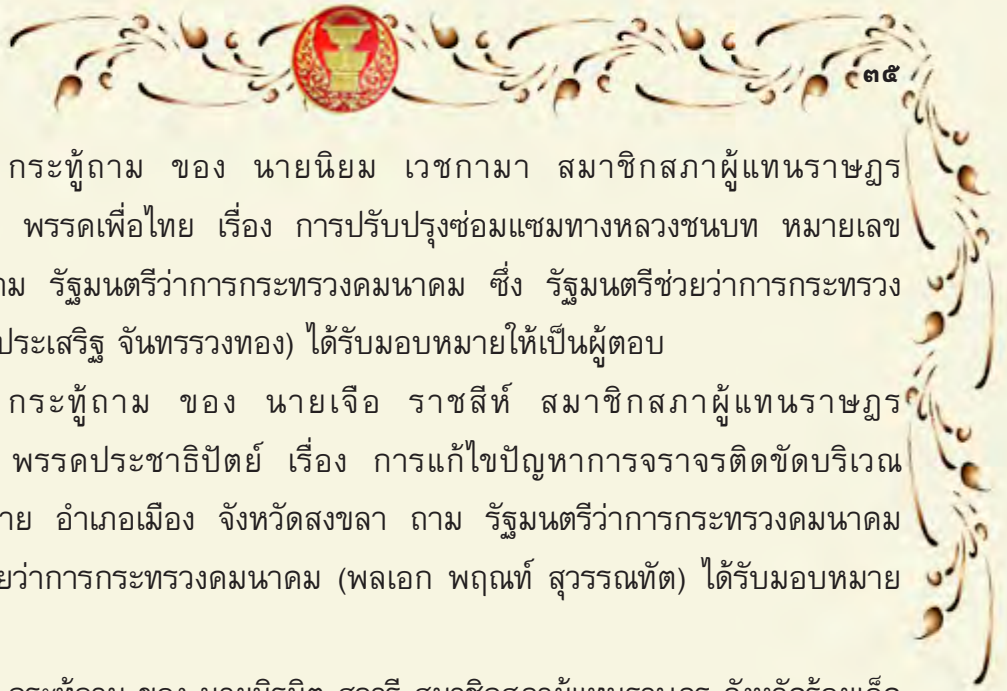 ๓๕
กระทู้ถาม ของ นายนิยม เวชกามา สมาชิกสภาผู้แทนราษฎร
พรรคเพื่อไทย เรื่อง การปรับปรุงซ่อมแซมทางหลวงชนบท หมายเลข
รัฐมนตรีว่าการกระทรวงคมนาคม ซึ่ง รัฐมนตรีช่วยว่าการกระทรวง
ประเสริฐ จันทรรวงทอง) ได้รับมอบหมายให้เป็นผู้ตอบ
กระทู้ถาม ของ นายเจือ ราชสีห์ สมาชิกสภาผู้แทนราษฎร
พรรคประชาธิปัตย์ เรื่อง การแก้ไขปัญหาการจราจรติดขัดบริเวณ
อำเภอเมือง จังหวัดสงขลา ถาม รัฐมนตรีว่าการกระทรวงคมนาคม
ยว่าการกระทรวงคมนาคม (พลเอก พฤณท์ สุวรรณทัต) ได้รับมอบหมาย